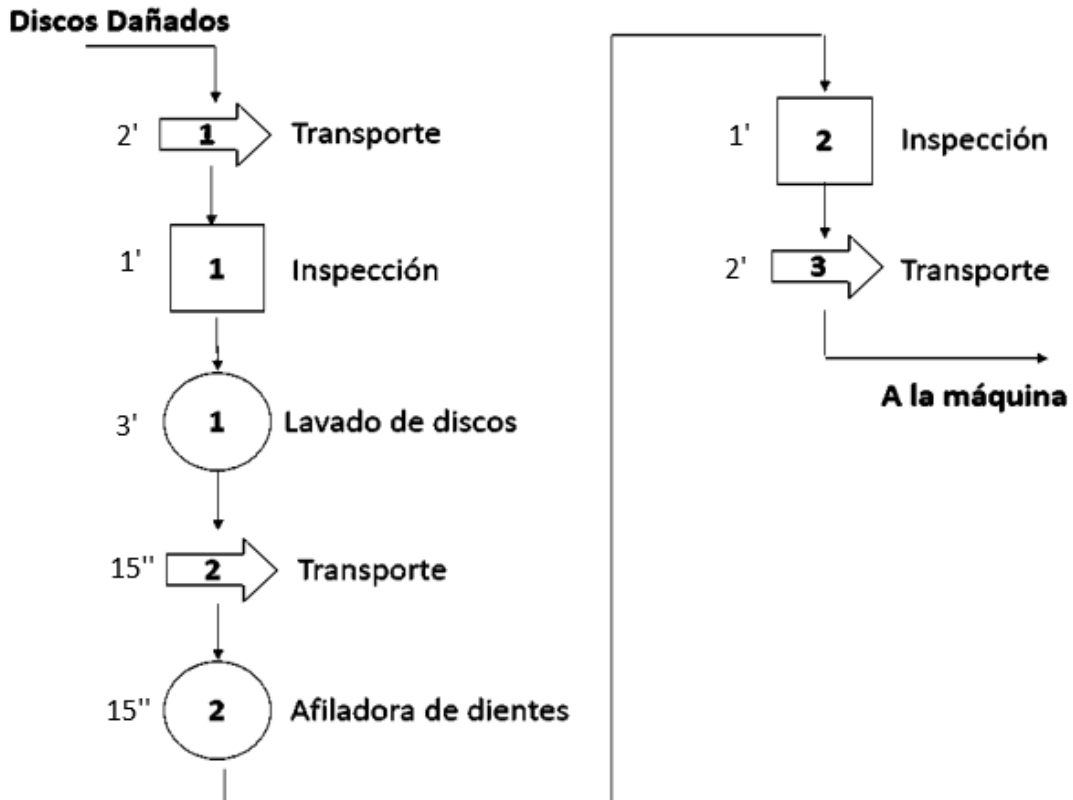 Discos Dañados
2' 1 Transporte
1' 1 Inspección
3' 1 Lavado de discos
15" 2 Transporte
15" 2 Afiladora de dientes
1' 2 Inspección
2' 3 Transporte
A la máquina